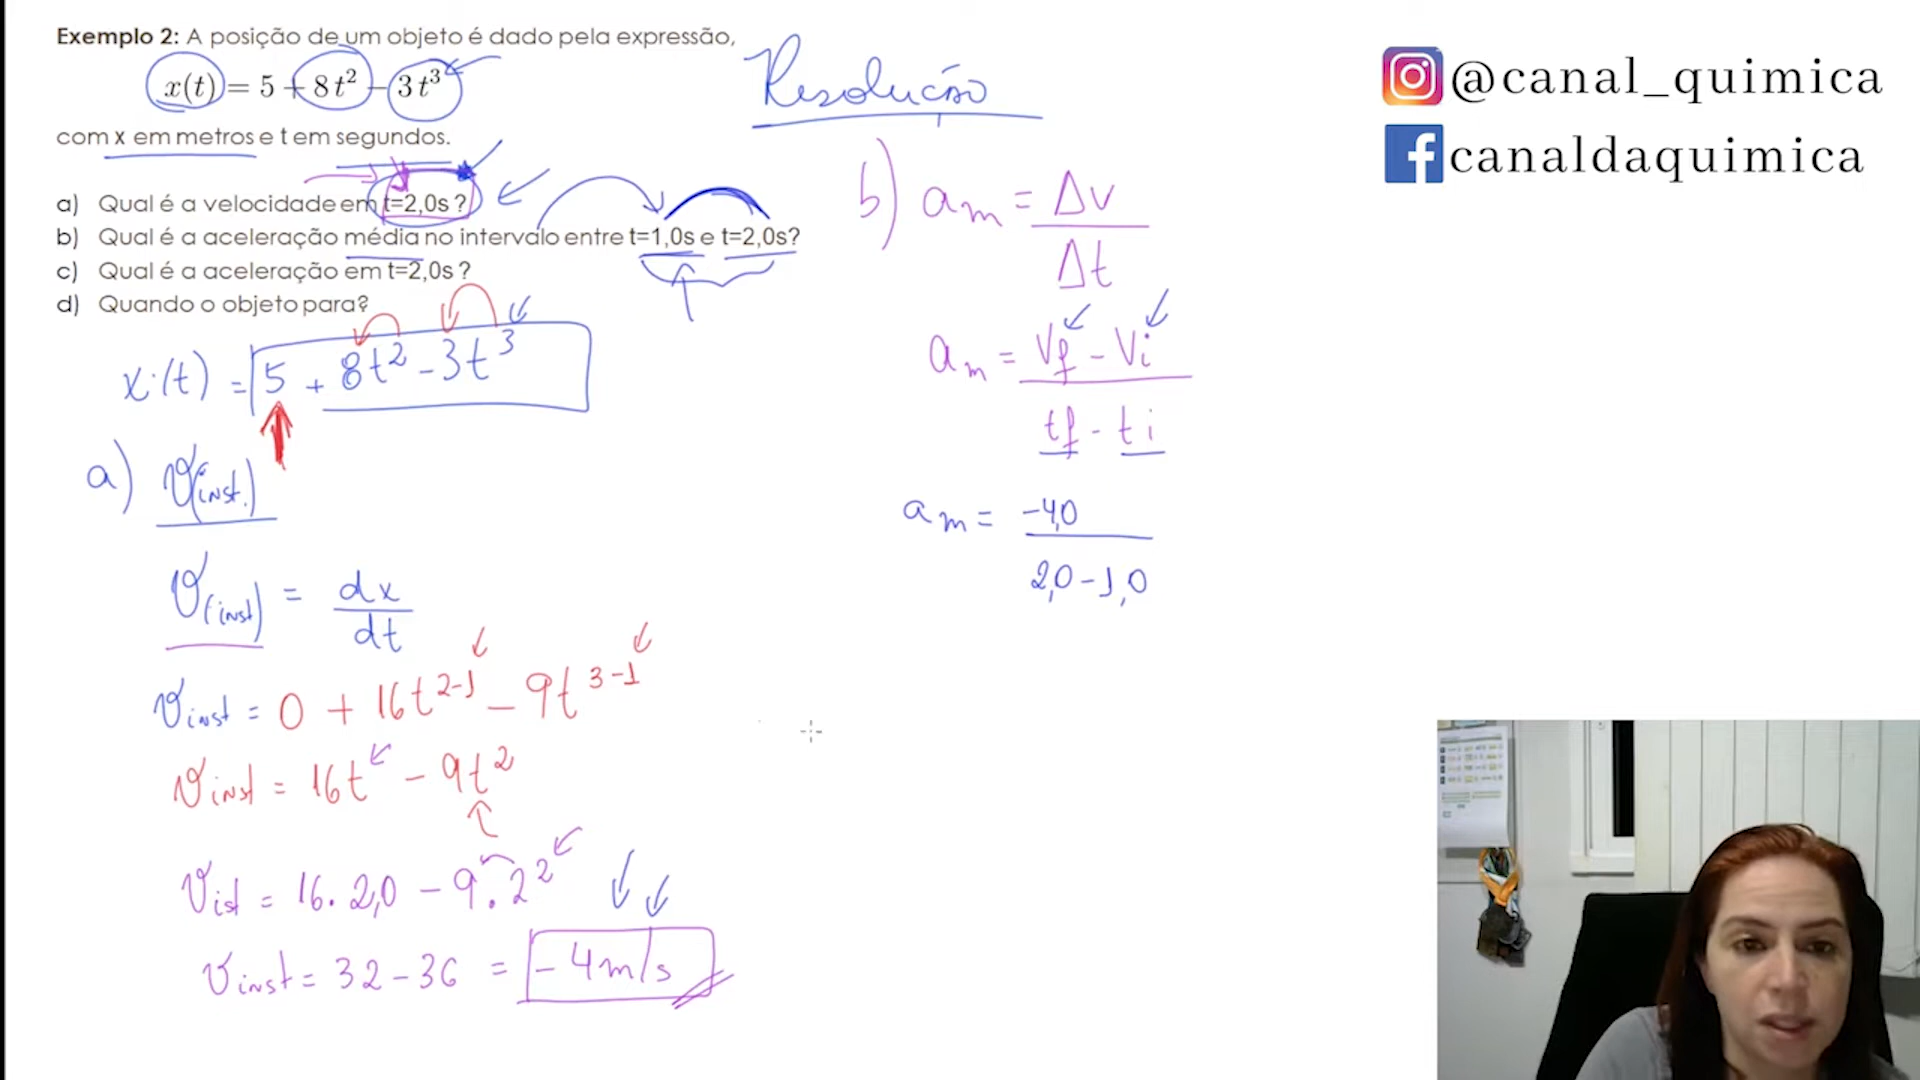 Exemplo 2: A posição de um objeto é dado pela expressão,
x(t) = 5 + 8t² − 3t³
com x em metros e t em segundos.
a) Qual é a velocidade em t=2,0s ?
b) Qual é a aceleração média no intervalo entre t=1,0s e t=2,0s?
c) Qual é a aceleração em t=2,0s ?
d) Quando o objeto para?
x(t) = 5 + 8t² − 3t³
a) v(inst.)
v(inst) = dx/dt
vinst = 0 + 16t²⁻¹ − 9t³⁻¹
vinst = 16t − 9t²
Vist = 16. 2,0 − 9.2²
vinst = 32 − 36 = −4m/s
Resolução
b) am = Δv/Δt
am = Vf − Vi
tf − ti
am = −4,0
2,0 − 1,0
@canal_quimica
canaldaquimica